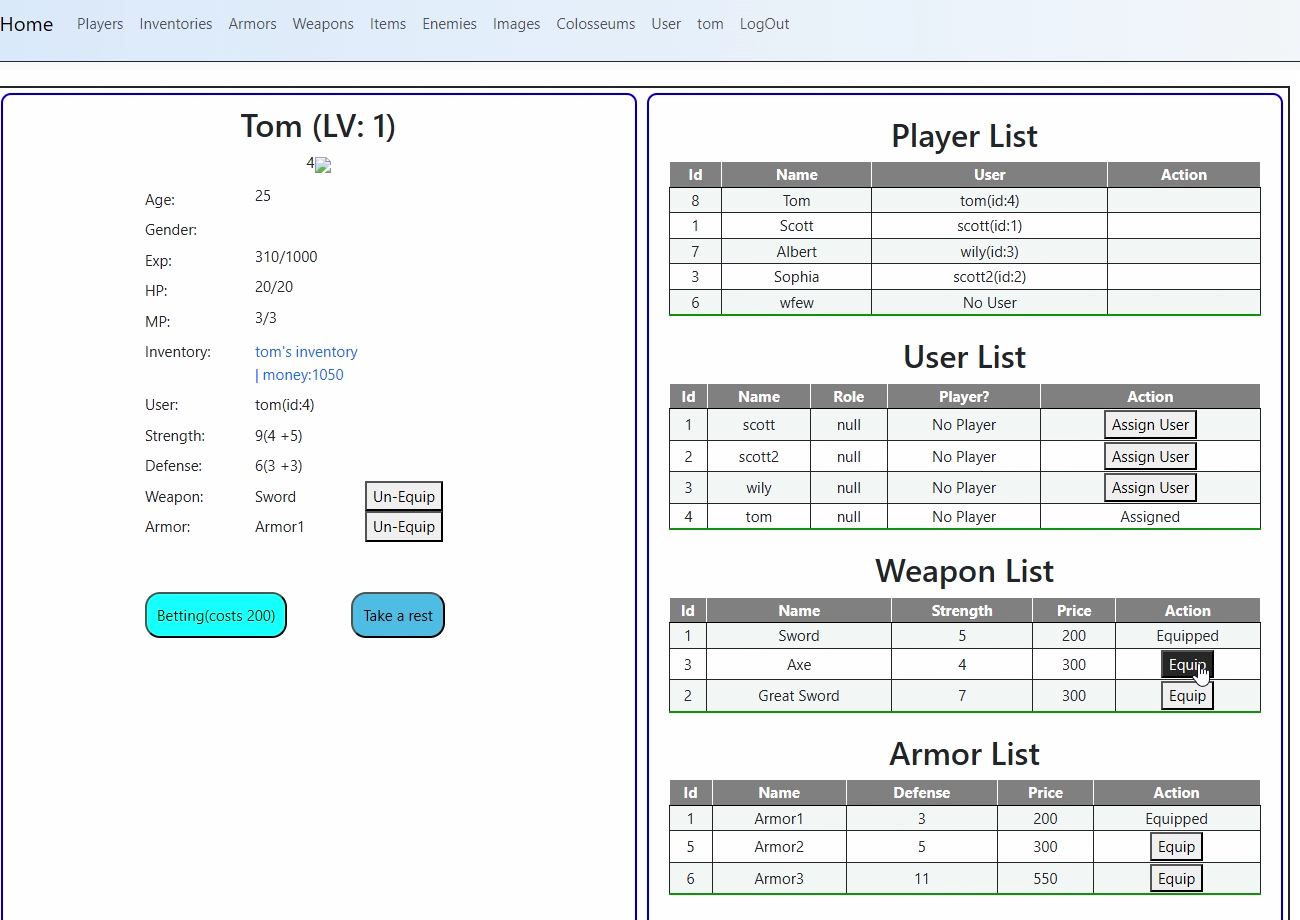 Home Players Inventories Armors Weapons Items Enemies Images Colosseums User tom LogOut
Tom (LV: 1)
4
Age: 25
Gender:
Exp: 310/1000
HP: 20/20
MP: 3/3
Inventory: tom's inventory
| money:1050
User: tom(id:4)
Strength: 9(4 +5)
Defense: 6(3 +3)
Weapon: Sword Un-Equip
Armor: Armor1 Un-Equip
Betting(costs 200) Take a rest
Player List
Id Name User Action
8 Tom tom(id:4)
1 Scott scott(id:1)
7 Albert wily(id:3)
3 Sophia scott2(id:2)
6 wfew No User
User List
Id Name Role Player? Action
1 scott null No Player Assign User
2 scott2 null No Player Assign User
3 wily null No Player Assign User
4 tom null No Player Assigned
Weapon List
Id Name Strength Price Action
1 Sword 5 200 Equipped
3 Axe 4 300 Equip
2 Great Sword 7 300 Equip
Armor List
Id Name Defense Price Action
1 Armor1 3 200 Equipped
5 Armor2 5 300 Equip
6 Armor3 11 550 Equip